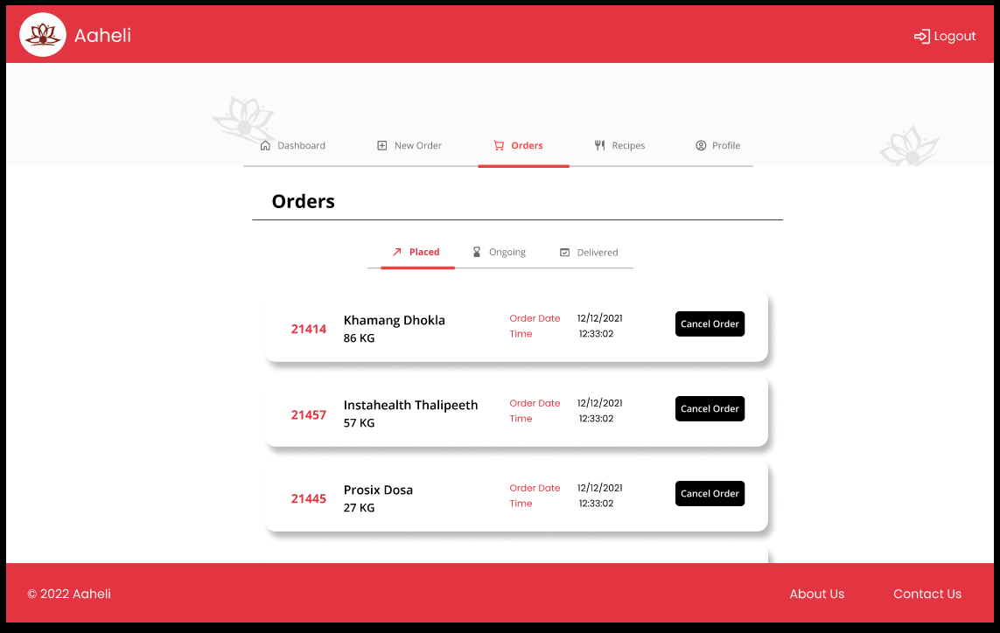 Aaheli
Logout
Dashboard New Order Orders Recipes Profile
Orders
Placed Ongoing Delivered
21414
Khamang Dhokla
86 KG
Order Date 12/12/2021
Time 12:33:02
Cancel Order
21457
Instahealth Thalipeeth
57 KG
Order Date 12/12/2021
Time 12:33:02
Cancel Order
21445
Prosix Dosa
27 KG
Order Date 12/12/2021
Time 12:33:02
Cancel Order
© 2022 Aaheli
About Us Contact Us